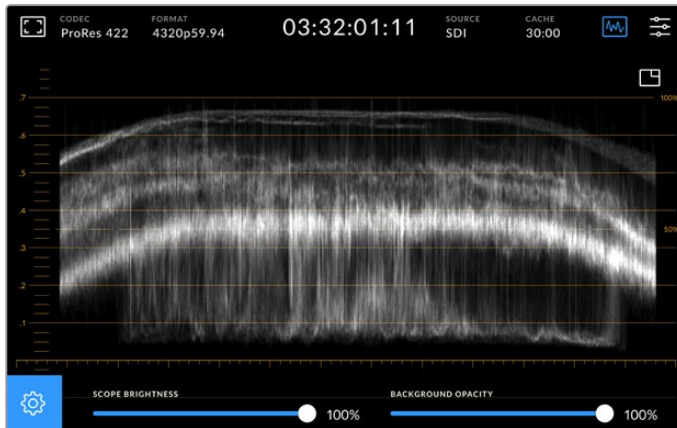 CODEC
ProRes 422
FORMAT
4320p59.94
03:32:01:11
SOURCE
SDI
CACHE
30:00
.7
100%
.6
.5
.4
50%
.3
.2
.1
SCOPE BRIGHTNESS
100%
BACKGROUND OPACITY
100%